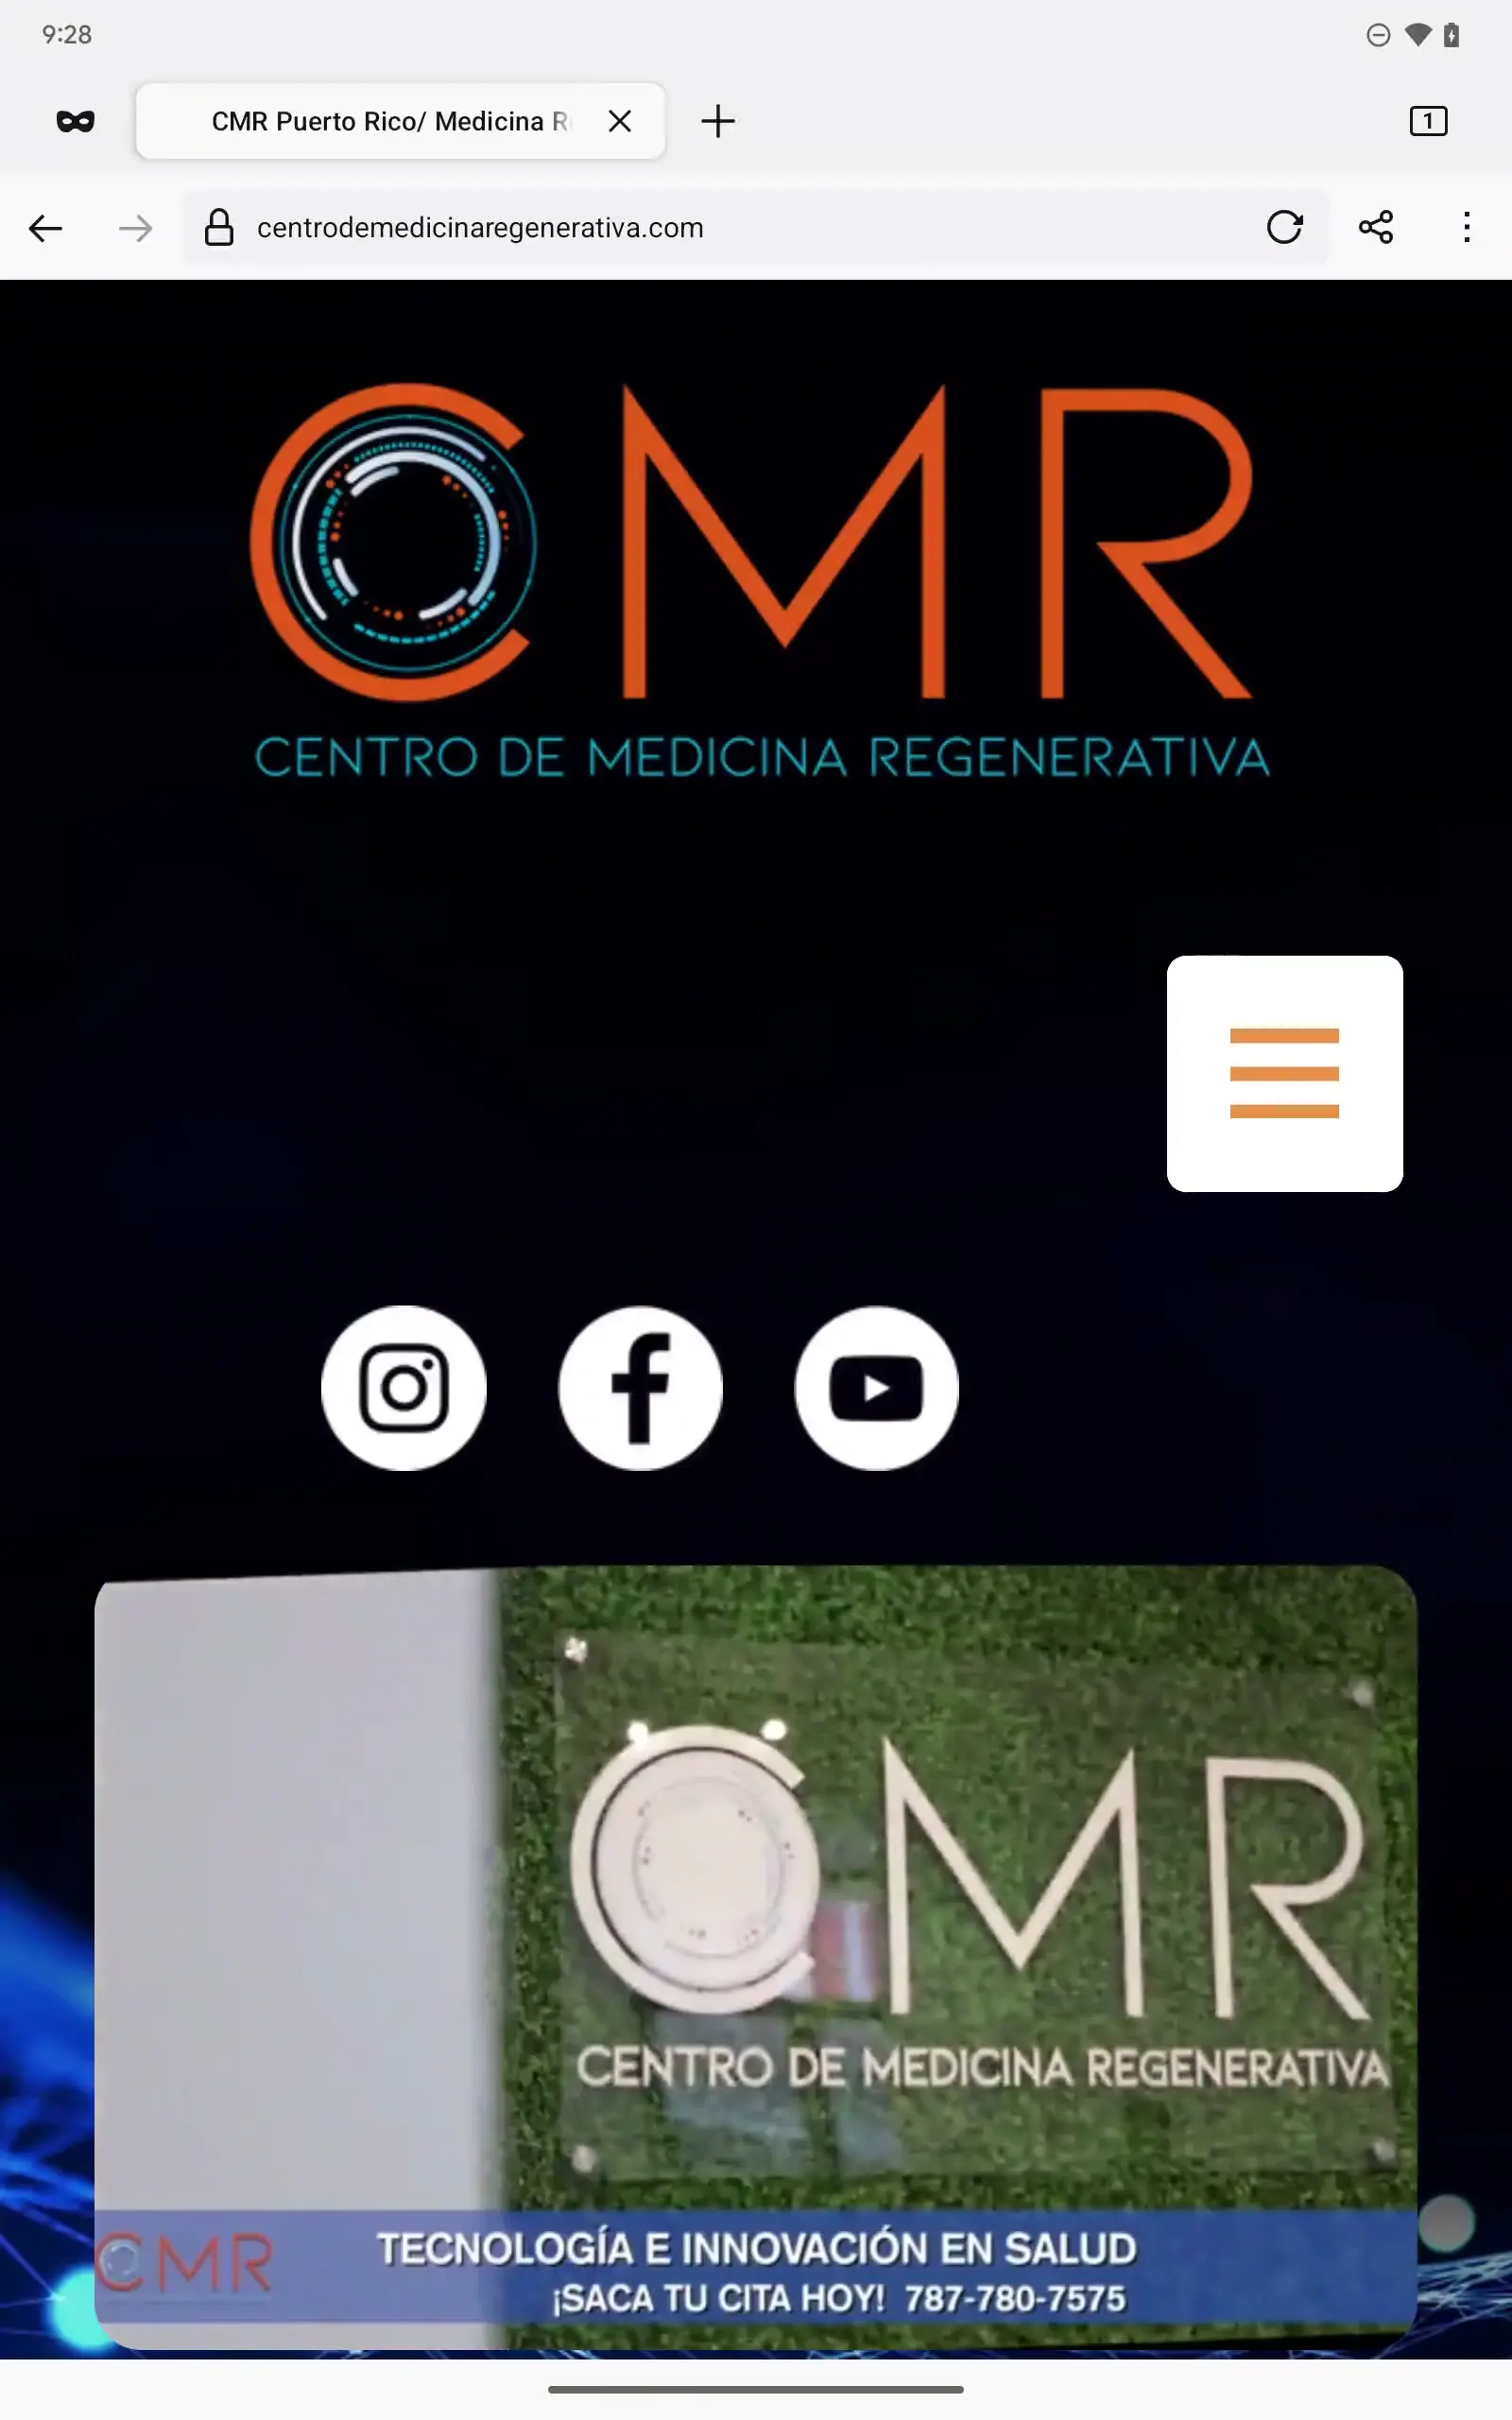 9:28
CMR Puerto Rico/ Medicina R
1
centrodemedicinaregenerativa.com
CMR
CENTRO DE MEDICINA REGENERATIVA
CMR
CENTRO DE MEDICINA REGENERATIVA
CMR
TECNOLOGÍA E INNOVACIÓN EN SALUD
¡SACA TU CITA HOY! 787-780-7575